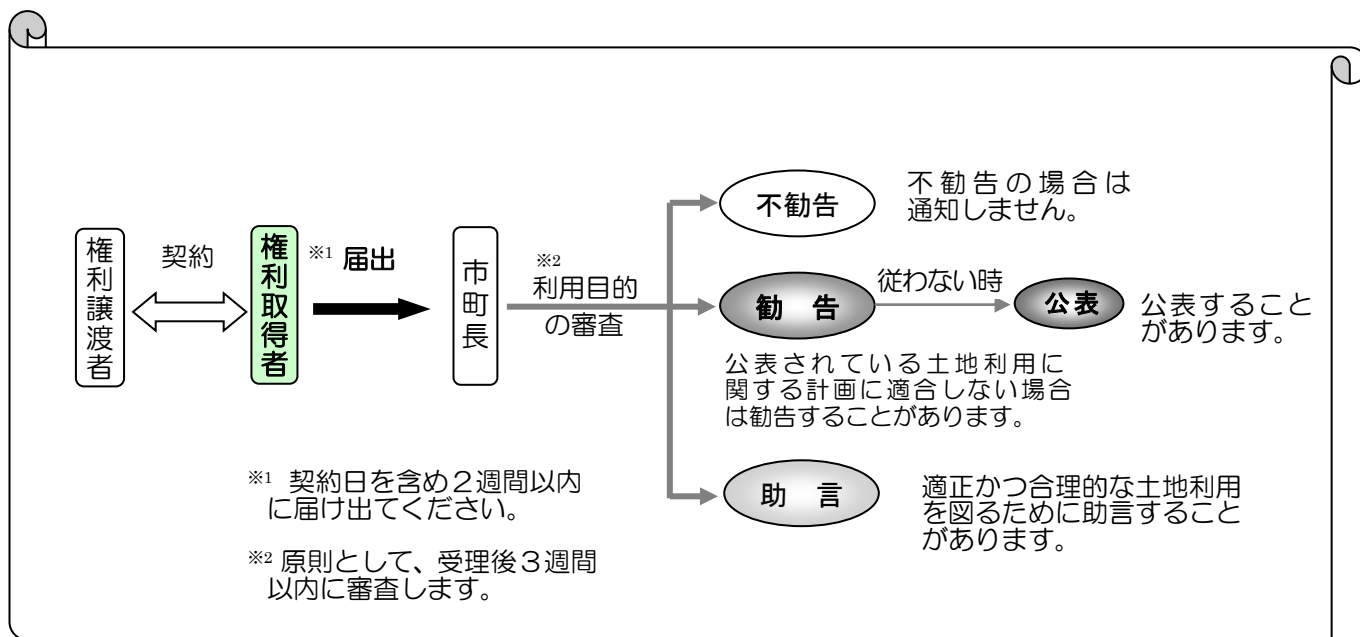 権利譲渡者
契約
権利取得者
※1 届出
市町長
※2
利用目的
の審査
不勧告
不勧告の場合は
通知しません。
勧　告
従わない時
公表
公表すること
があります。
公表されている土地利用に
関する計画に適合しない場合
は勧告することがあります。
助　言
適正かつ合理的な土地利用
を図るために助言すること
があります。
※1 契約日を含め２週間以内
に届け出てください。
※2 原則として、受理後３週間
以内に審査します。